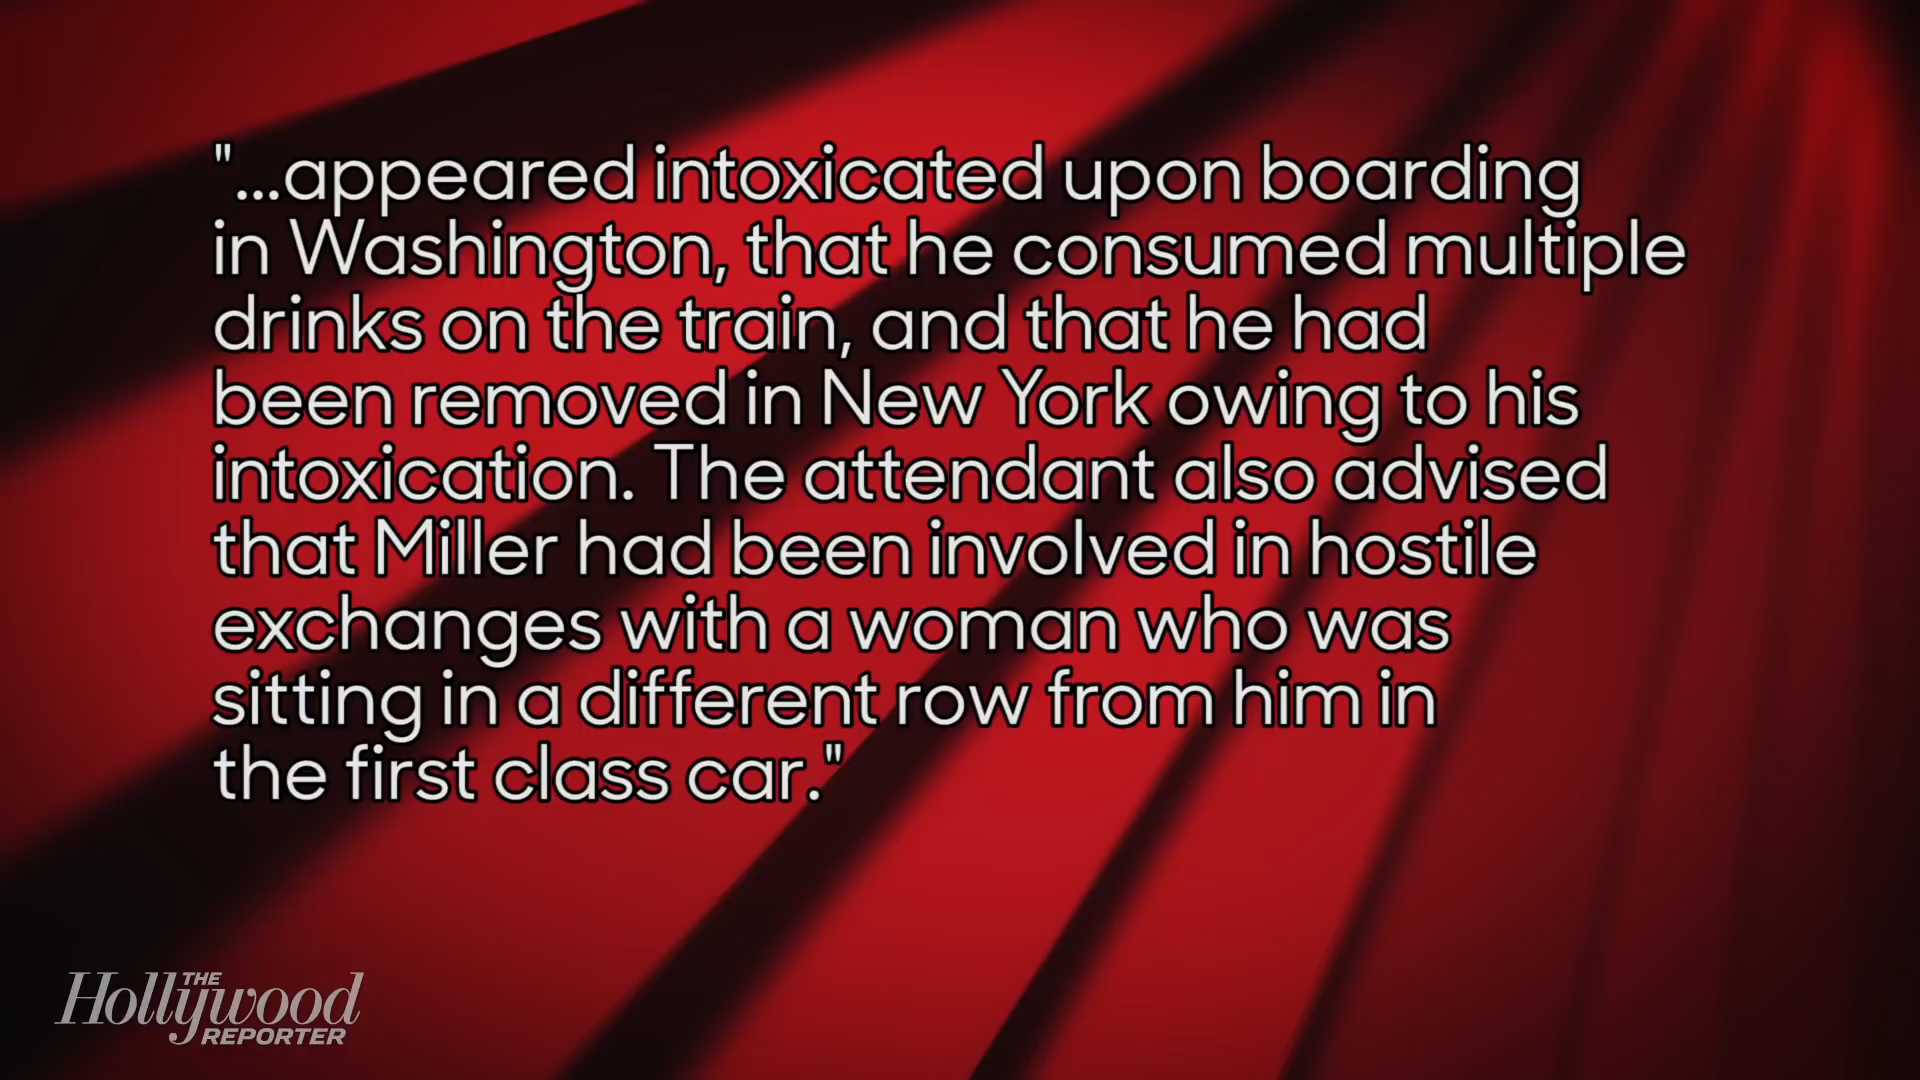 "...appeared intoxicated upon boarding
in Washington, that he consumed multiple
drinks on the train, and that he had
been removed in New York owing to his
intoxication. The attendant also advised
that Miller had been involved in hostile
exchanges with a woman who was
sitting in a different row from him in
the first class car."
THE
Hollywood
REPORTER